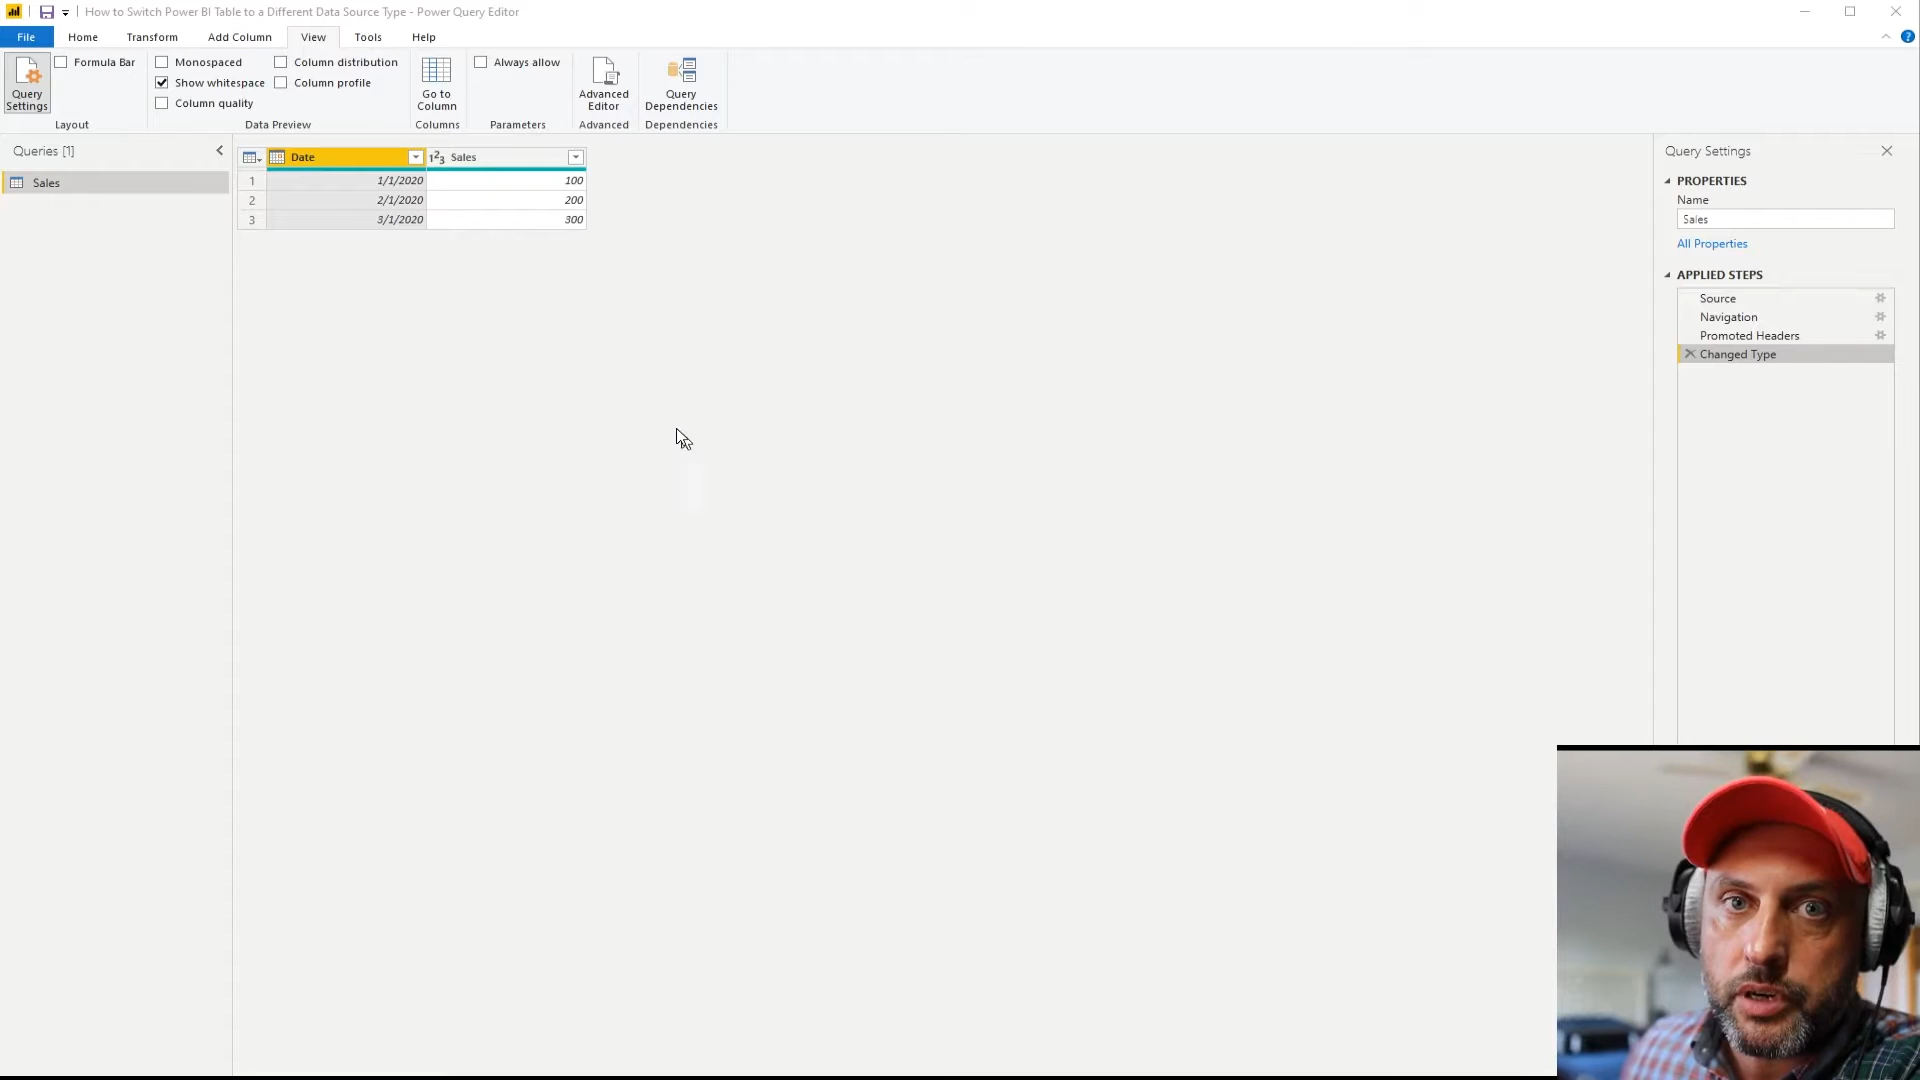 How to Switch Power BI Table to a Different Data Source Type - Power Query Editor
File Home Transform Add Column View Tools Help
Query Settings
Formula Bar
Layout
Monospaced
Show whitespace
Column quality
Column distribution
Column profile
Data Preview
Go to Column
Columns
Always allow
Parameters
Advanced Editor
Advanced
Query Dependencies
Dependencies
Queries [1]
Sales
Date 123 Sales
1 1/1/2020 100
2 2/1/2020 200
3 3/1/2020 300
Query Settings
PROPERTIES
Name
Sales
All Properties
APPLIED STEPS
Source
Navigation
Promoted Headers
Changed Type